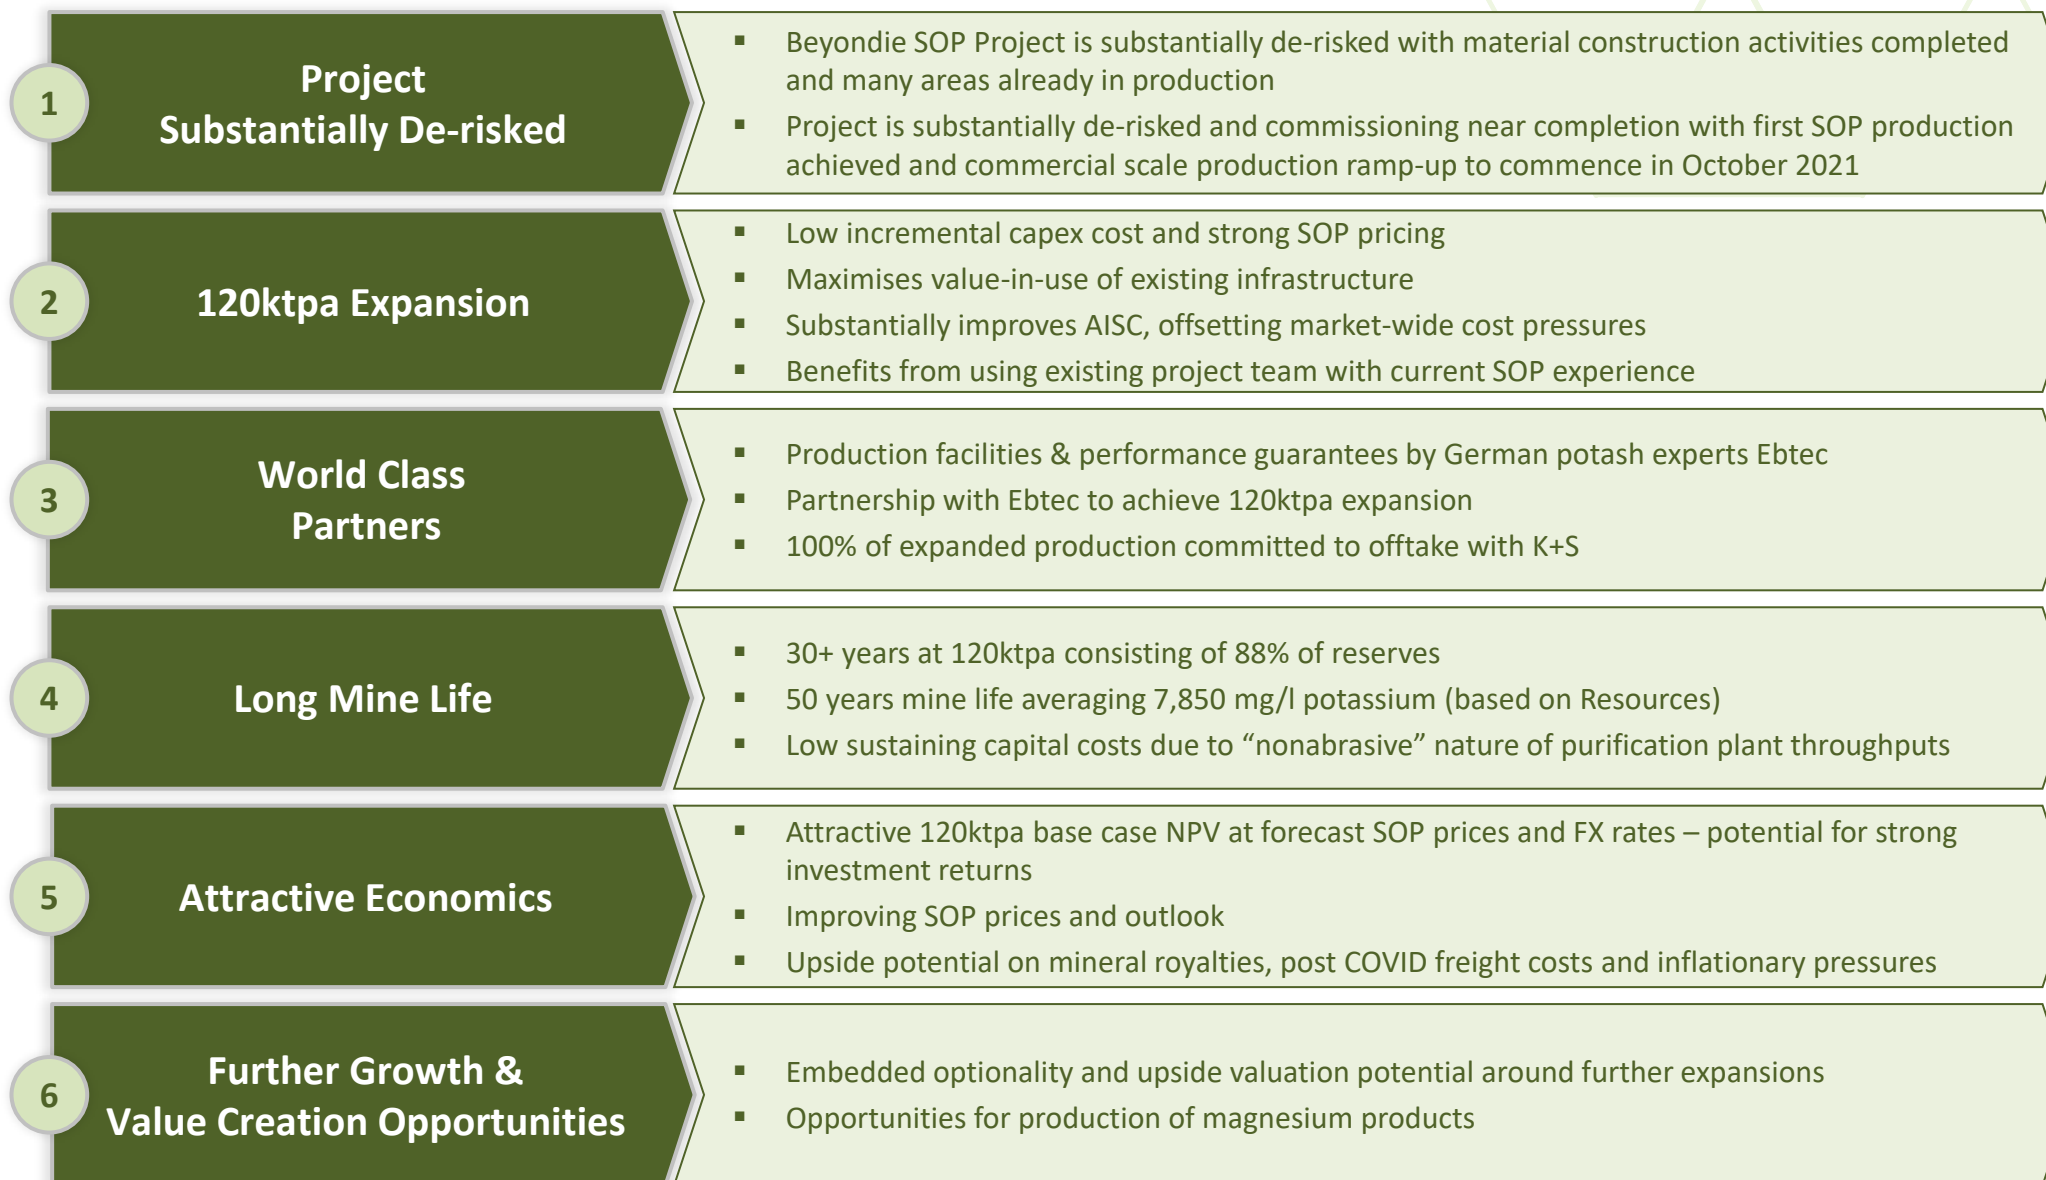 1
Project
Substantially De-risked
▪ Beyondie SOP Project is substantially de-risked with material construction activities completed
and many areas already in production
▪ Project is substantially de-risked and commissioning near completion with first SOP production
achieved and commercial scale production ramp-up to commence in October 2021
2
120ktpa Expansion
▪ Low incremental capex cost and strong SOP pricing
▪ Maximises value-in-use of existing infrastructure
▪ Substantially improves AISC, offsetting market-wide cost pressures
▪ Benefits from using existing project team with current SOP experience
3
World Class
Partners
▪ Production facilities & performance guarantees by German potash experts Ebtec
▪ Partnership with Ebtec to achieve 120ktpa expansion
▪ 100% of expanded production committed to offtake with K+S
4
Long Mine Life
▪ 30+ years at 120ktpa consisting of 88% of reserves
▪ 50 years mine life averaging 7,850 mg/l potassium (based on Resources)
▪ Low sustaining capital costs due to “nonabrasive” nature of purification plant throughputs
5
Attractive Economics
▪ Attractive 120ktpa base case NPV at forecast SOP prices and FX rates – potential for strong
investment returns
▪ Improving SOP prices and outlook
▪ Upside potential on mineral royalties, post COVID freight costs and inflationary pressures
6
Further Growth &
Value Creation Opportunities
▪ Embedded optionality and upside valuation potential around further expansions
▪ Opportunities for production of magnesium products